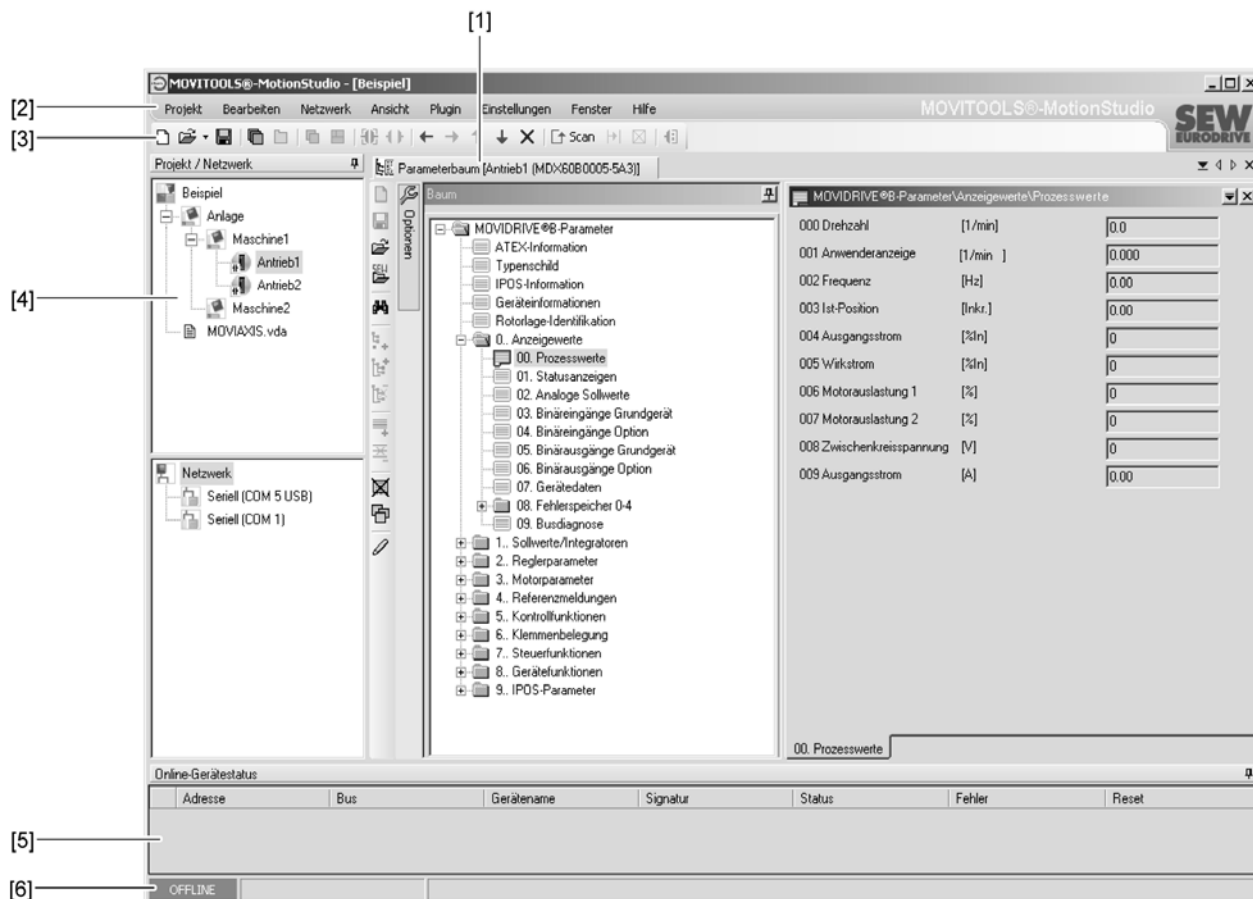 [1]
MOVITOOLS®-MotionStudio - [Beispiel]
[2]
Projekt Bearbeiten Netzwerk Ansicht Plugin Einstellungen Fenster Hilfe
MOVITOOLS®-MotionStudio
SEW
EURODRIVE
[3]
Scan
Projekt / Netzwerk
Parameterbaum [Antrieb1 (MDX60B0005-5A3)]
Beispiel
Anlage
Maschine1
Antrieb1
Antrieb2
Maschine2
MOVIAXIS.vda
[4]
Netzwerk
Seriell (COM 5 USB)
Seriell (COM 1)
SEW
Optionen
Baum
MOVIDRIVE®B-Parameter
ATEX-Information
Typenschild
IPOS-Information
Geräteinformationen
Rotorlage-Identifikation
0.. Anzeigewerte
00. Prozesswerte
01. Statusanzeigen
02. Analoge Sollwerte
03. Binäreingänge Grundgerät
04. Binäreingänge Option
05. Binärausgänge Grundgerät
06. Binärausgänge Option
07. Gerätedaten
08. Fehlerspeicher 0-4
09. Busdiagnose
1.. Sollwerte/Integratoren
2.. Reglerparameter
3.. Motorparameter
4.. Referenzmeldungen
5.. Kontrollfunktionen
6.. Klemmenbelegung
7.. Steuerfunktionen
8.. Gerätefunktionen
9.. IPOS-Parameter
MOVIDRIVE®B-Parameter\Anzeigewerte\Prozesswerte
000 Drehzahl [1/min] 0.0
001 Anwenderanzeige [1/min ] 0.000
002 Frequenz [Hz] 0.00
003 Ist-Position [Inkr.] 0.00
004 Ausgangsstrom [%In] 0
005 Wirkstrom [%In] 0
006 Motorauslastung 1 [%] 0
007 Motorauslastung 2 [%] 0
008 Zwischenkreisspannung [V] 0
009 Ausgangsstrom [A] 0.00
00. Prozesswerte
Online-Gerätestatus
Adresse Bus Gerätename Signatur Status Fehler Reset
[5]
[6]
OFFLINE